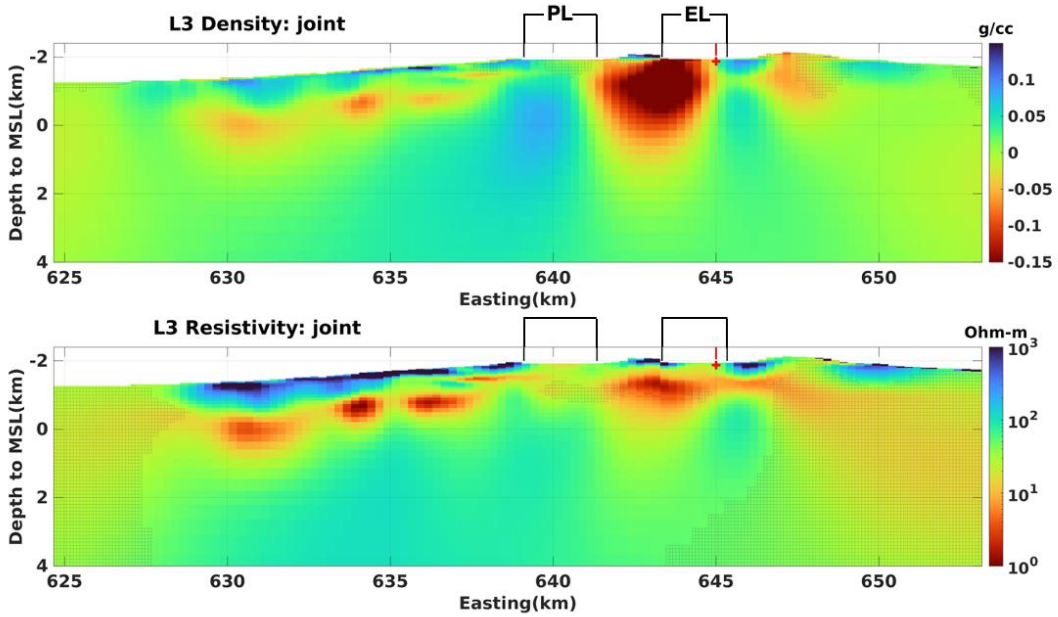 PL EL
L3 Density: joint
g/cc
Depth to MSL(km)
-2
0
2
4
625 630 635 640 645 650
Easting(km)
0.1
0.05
0
-0.05
-0.1
-0.15
L3 Resistivity: joint
Ohm-m
Depth to MSL(km)
-2
0
2
4
625 630 635 640 645 650
Easting(km)
10³
10²
10¹
10⁰